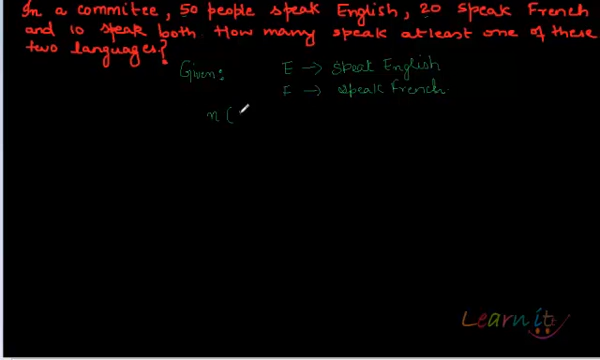 In a commitee, 50 people speak English, 20 speak French
and 10 speak both. How many speak atleast one of these
two languages?
Given: E → Speak English
F → speak French.
n (
Learnit